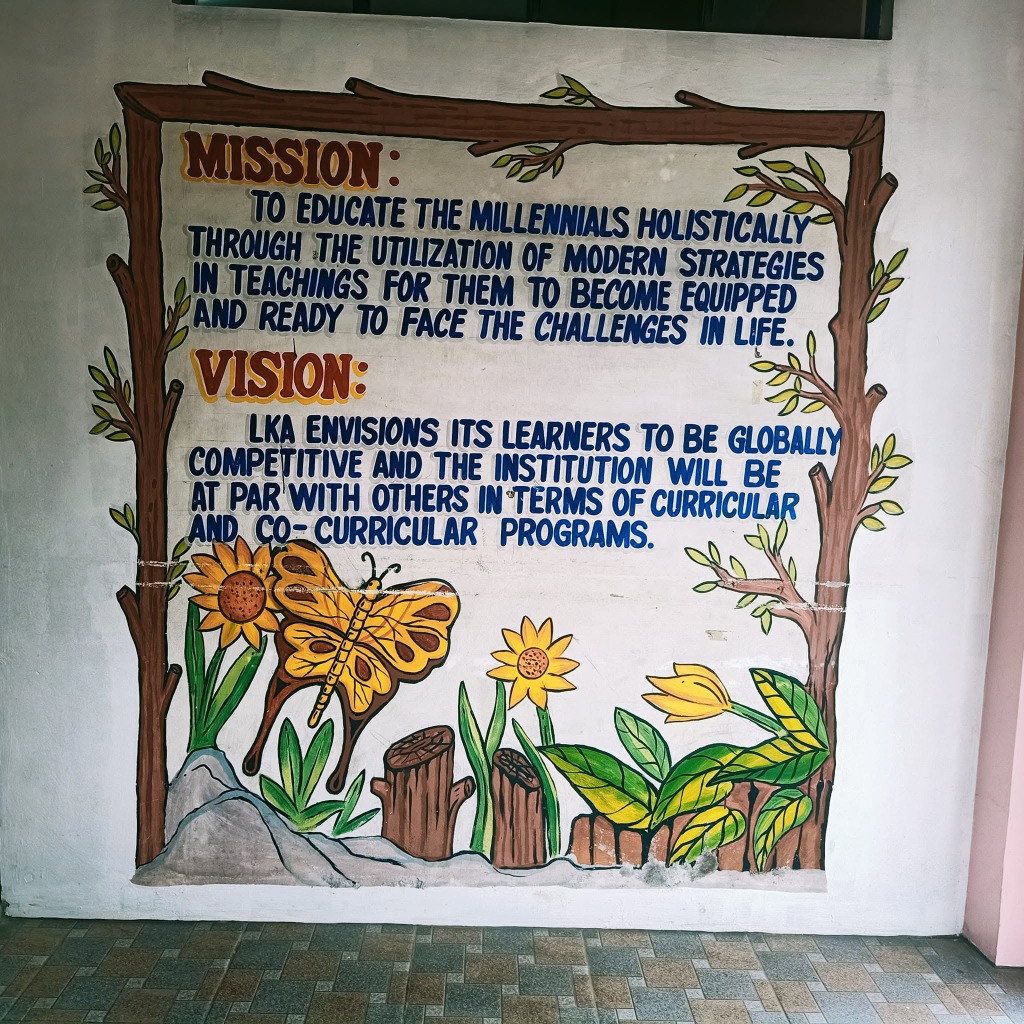 MISSION:
TO EDUCATE THE MILLENNIALS HOLISTICALLY
THROUGH THE UTILIZATION OF MODERN STRATEGIES
IN TEACHINGS FOR THEM TO BECOME EQUIPPED
AND READY TO FACE THE CHALLENGES IN LIFE.
VISION:
LKA ENVISIONS ITS LEARNERS TO BE GLOBALLY
COMPETITIVE AND THE INSTITUTION WILL BE
AT PAR WITH OTHERS IN TERMS OF CURRICULAR
AND CO-CURRICULAR PROGRAMS.